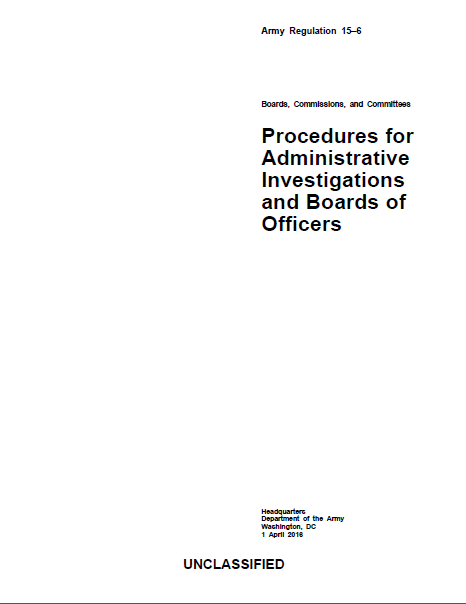 Army Regulation 15–6
Boards, Commissions, and Committees
Procedures for
Administrative
Investigations
and Boards of
Officers
Headquarters
Department of the Army
Washington, DC
1 April 2016
UNCLASSIFIED